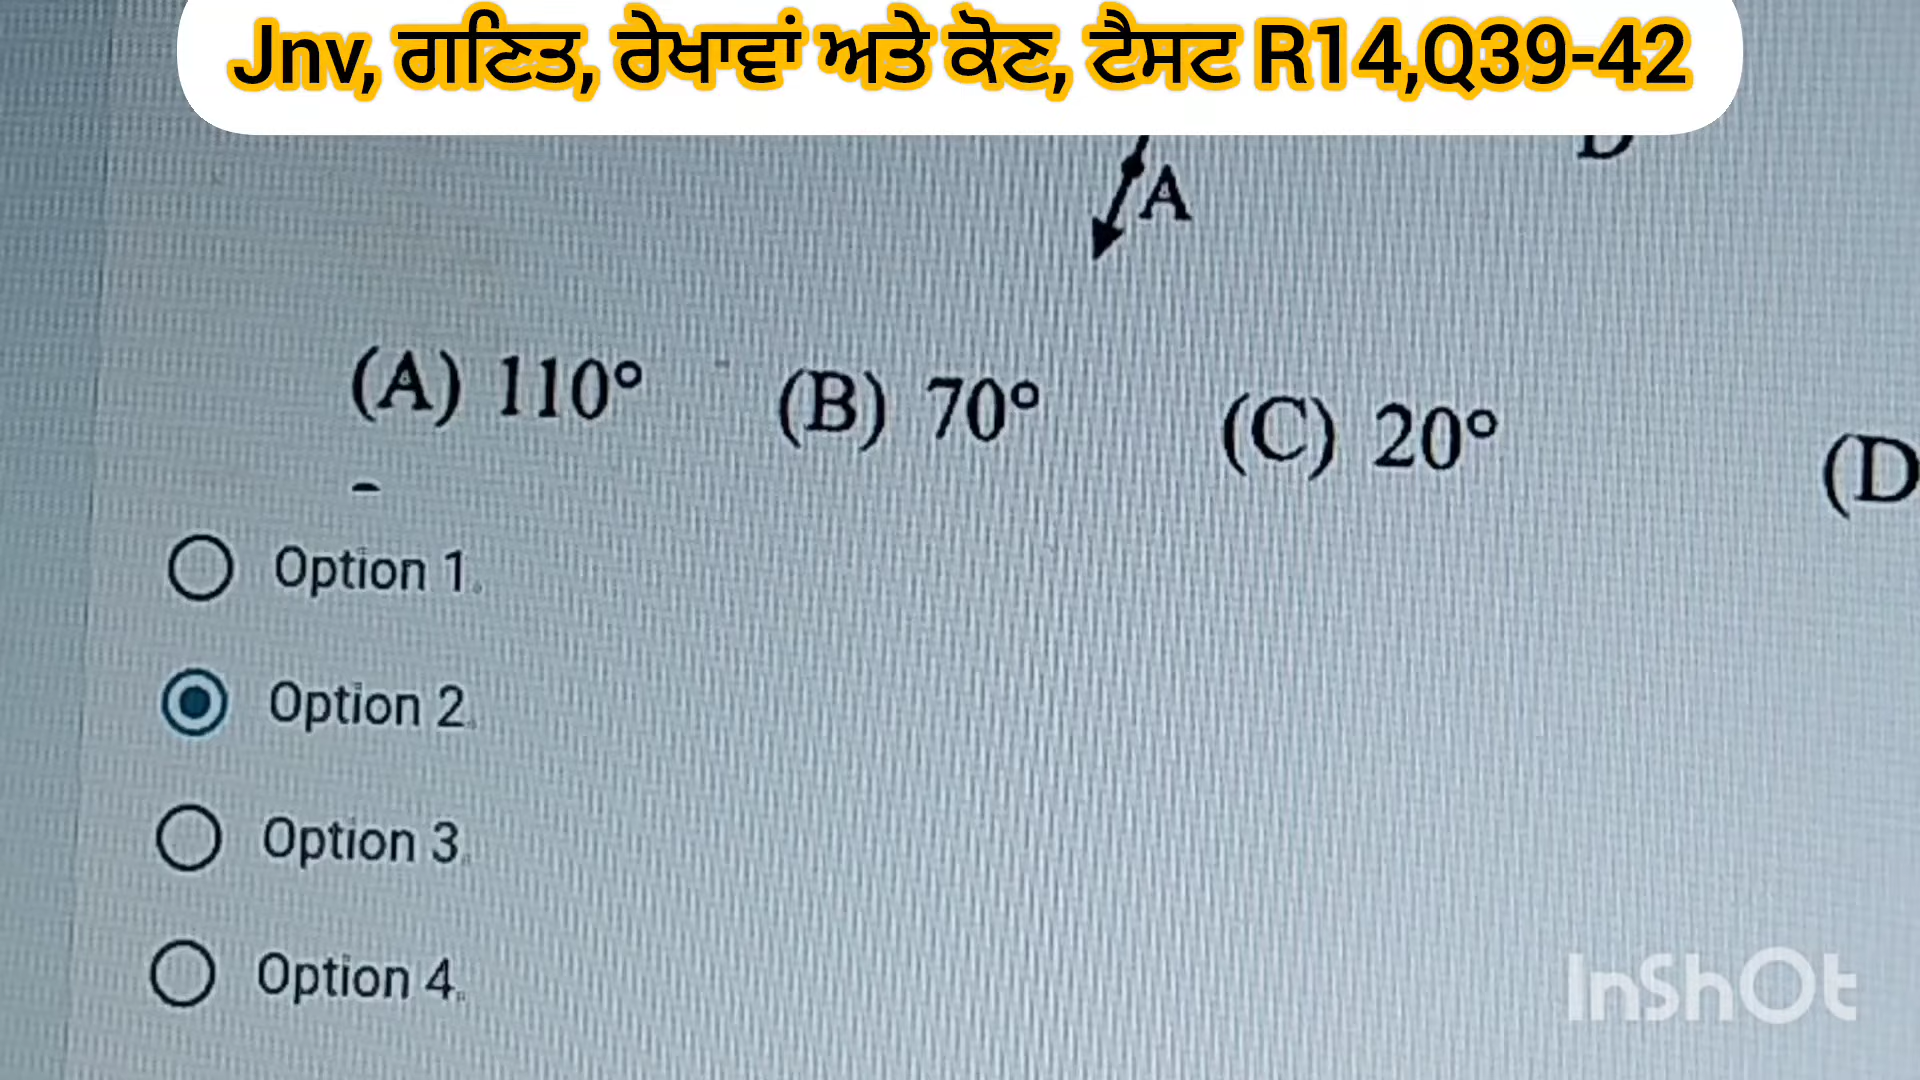 Jnv, ਗਣਿਤ, ਰੇਖਾਵਾਂ ਅਤੇ ਕੋਣ, ਟੈਸਟ R14,Q39-42
A
(A) 110° (B) 70° (C) 20° (D
Option 1
Option 2
Option 3
Option 4
InShOt